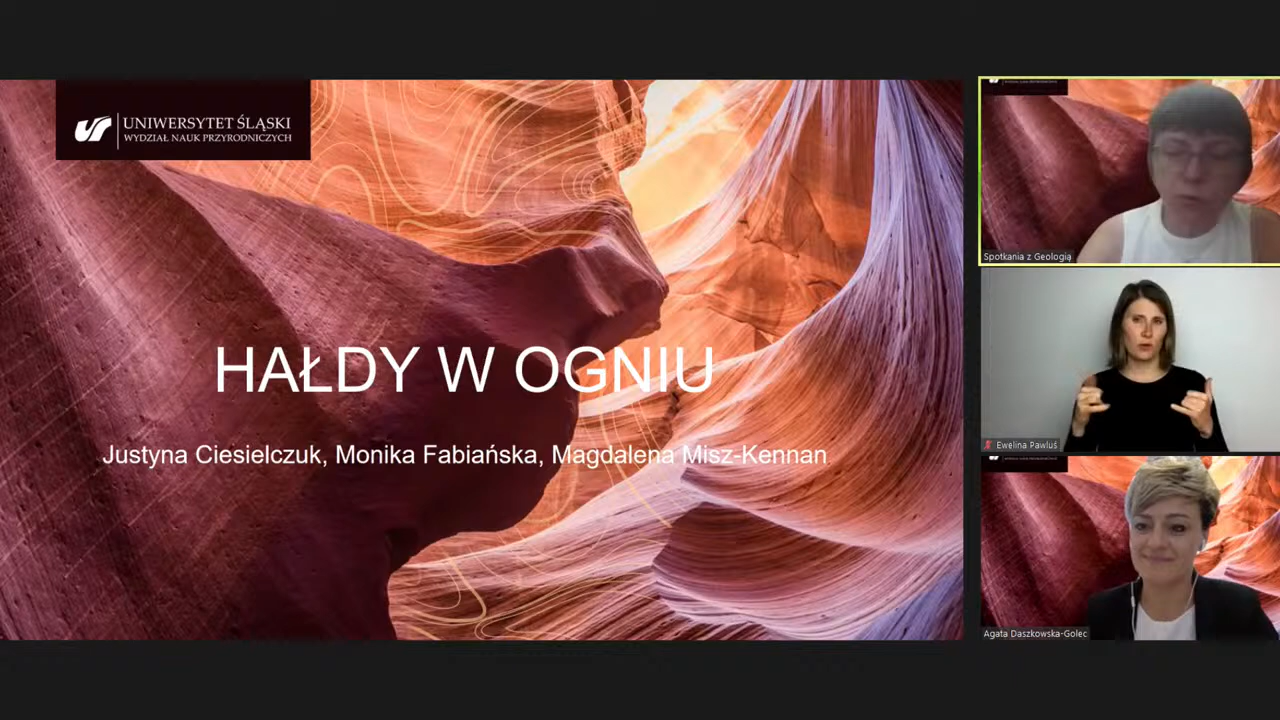 UNIWERSYTET ŚLĄSKI
WYDZIAŁ NAUK PRZYRODNICZYCH
HAŁDY W OGNIU
Justyna Ciesielczuk, Monika Fabiańska, Magdalena Misz-Kennan
Spotkania z Geologią
Ewelina Pawluś
Agata Daszkowska-Golec